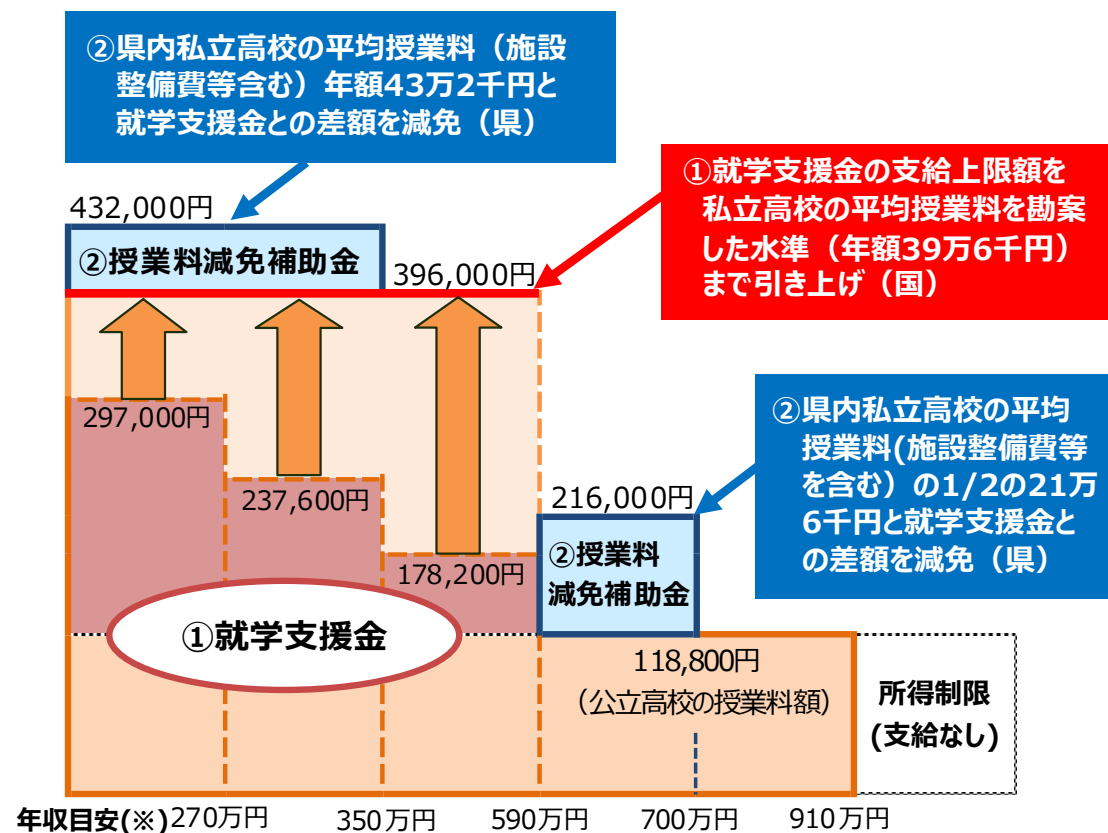 ②県内私立高校の平均授業料（施設
整備費等含む）年額43万2千円と
就学支援金との差額を減免（県）
①就学支援金の支給上限額を
私立高校の平均授業料を勘案
した水準（年額39万6千円）
まで引き上げ（国）
432,000円
②授業料減免補助金
396,000円
297,000円
237,600円
178,200円
②県内私立高校の平均
授業料(施設整備費等
を含む）の1/2の21万
6千円と就学支援金と
の差額を減免（県）
216,000円
②授業料
減免補助金
①就学支援金
118,800円
（公立高校の授業料額）
所得制限
(支給なし)
年収目安(※)270万円 350万円 590万円 700万円 910万円